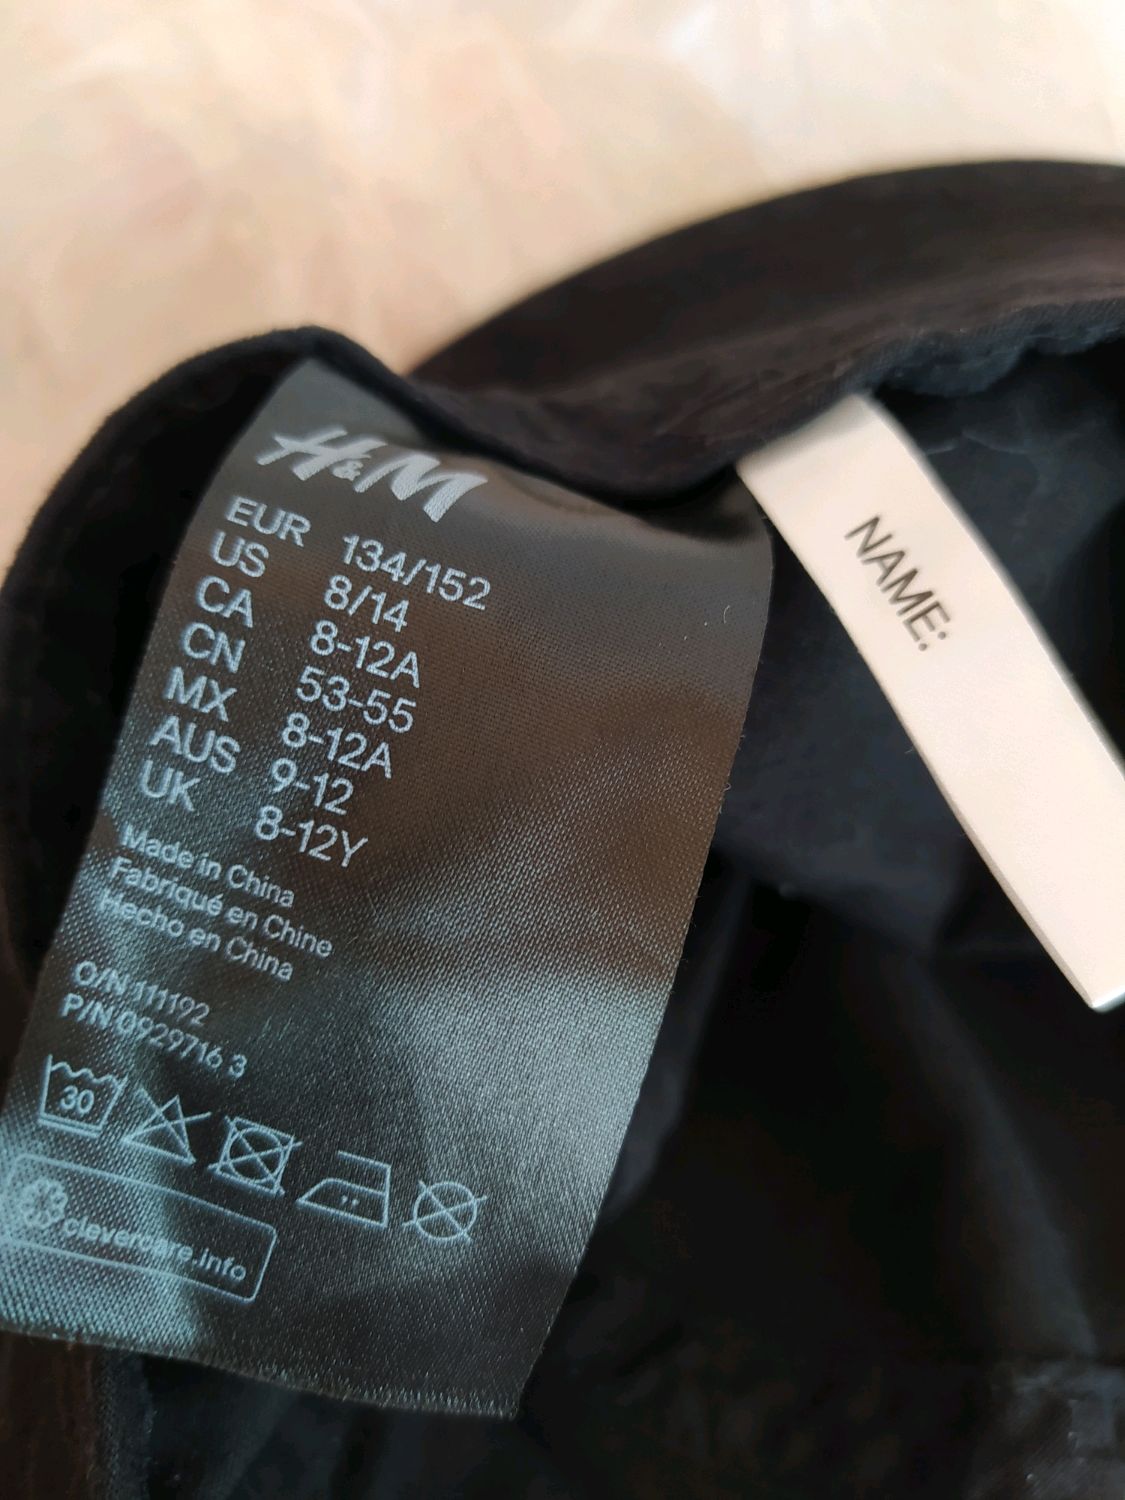 H&M
EUR 134/152
US 8/14
CA 8-12A
CN 53-55
MX 8-12A
AUS 9-12
UK 8-12Y
Made in China
Fabriqué en Chine
Hecho en China
O/N 111192
P/N 0929716 3
30
clevercare.info
NAME: